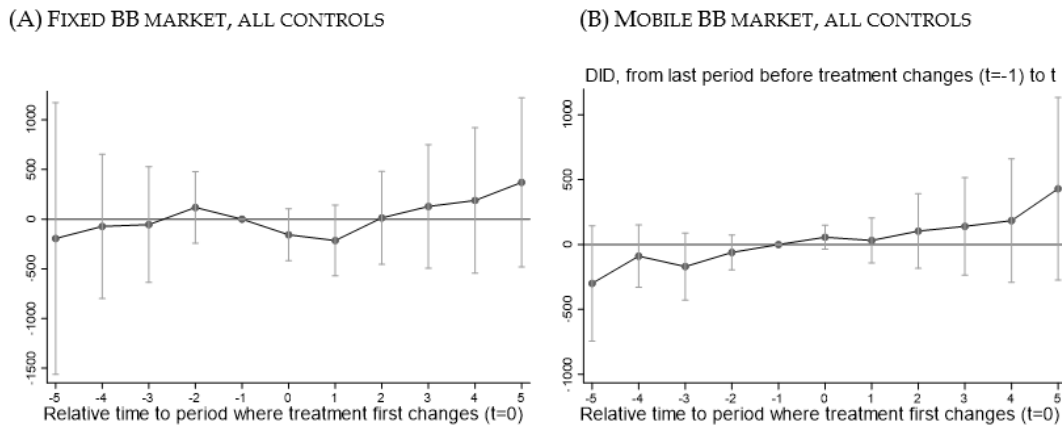 (A) FIXED BB MARKET, ALL CONTROLS
1000
500
0
-500
-1000
-1500
-5 -4 -3 -2 -1 0 1 2 3 4 5
Relative time to period where treatment first changes (t=0)
(B) MOBILE BB MARKET, ALL CONTROLS
DID, from last period before treatment changes (t=-1) to t
1000
500
0
-500
-1000
-5 -4 -3 -2 -1 0 1 2 3 4 5
Relative time to period where treatment first changes (t=0)